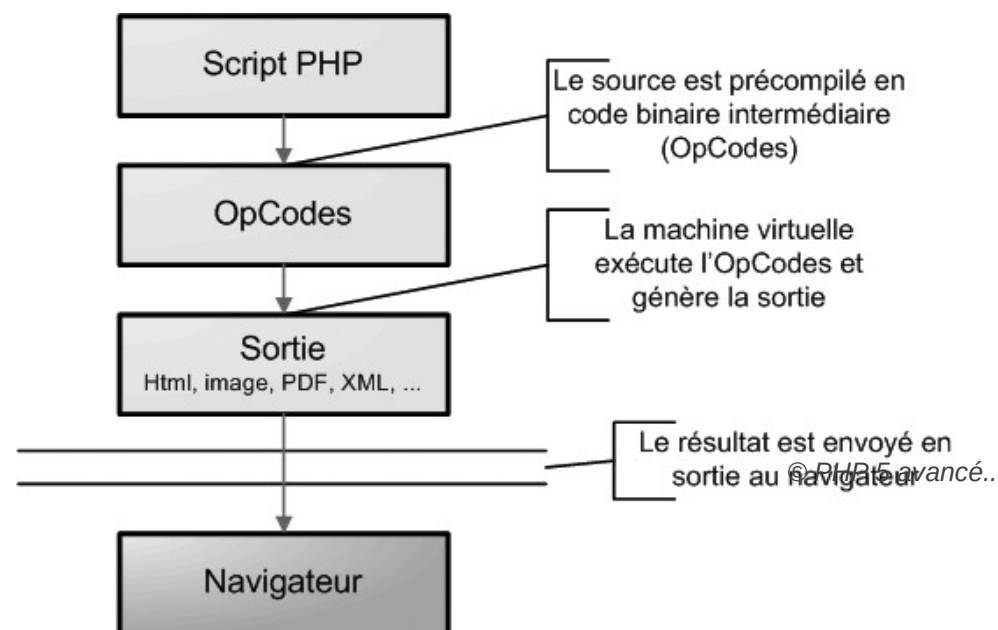 Script PHP
Le source est précompilé en
code binaire intermédiaire
(OpCodes)
OpCodes
La machine virtuelle
exécute l'OpCodes et
génère la sortie
Sortie
Html, image, PDF, XML, ...
Le résultat est envoyé en
sortie au navigateur
© PHP 5 avancé..
Navigateur